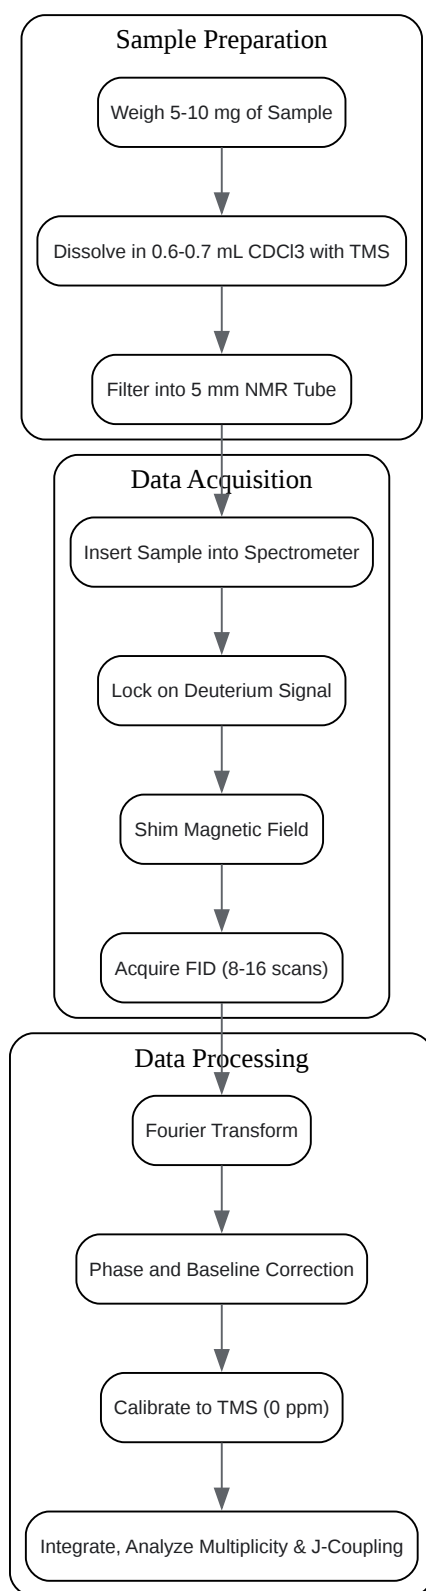 Sample Preparation
Weigh 5-10 mg of Sample
Dissolve in 0.6-0.7 mL CDCl3 with TMS
Filter into 5 mm NMR Tube
Data Acquisition
Insert Sample into Spectrometer
Lock on Deuterium Signal
Shim Magnetic Field
Acquire FID (8-16 scans)
Data Processing
Fourier Transform
Phase and Baseline Correction
Calibrate to TMS (0 ppm)
Integrate, Analyze Multiplicity & J-Coupling